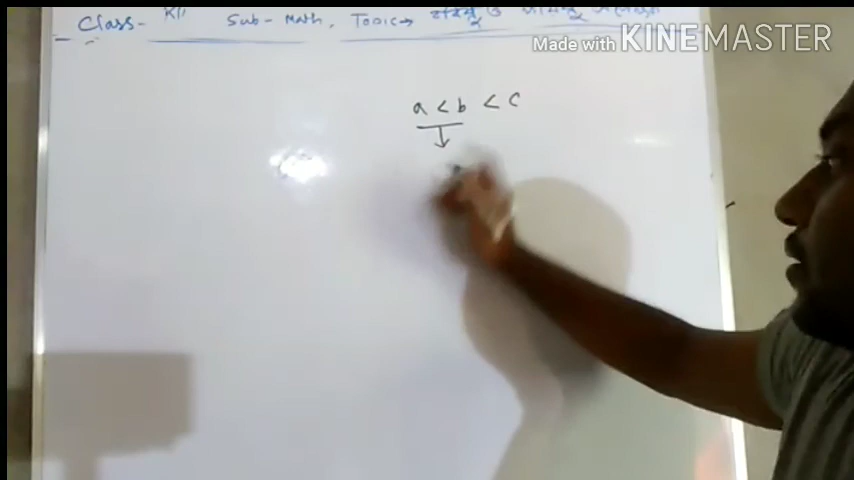 Class- XII Sub- Math, Topic→
Made with KINEMASTER
a < b < c